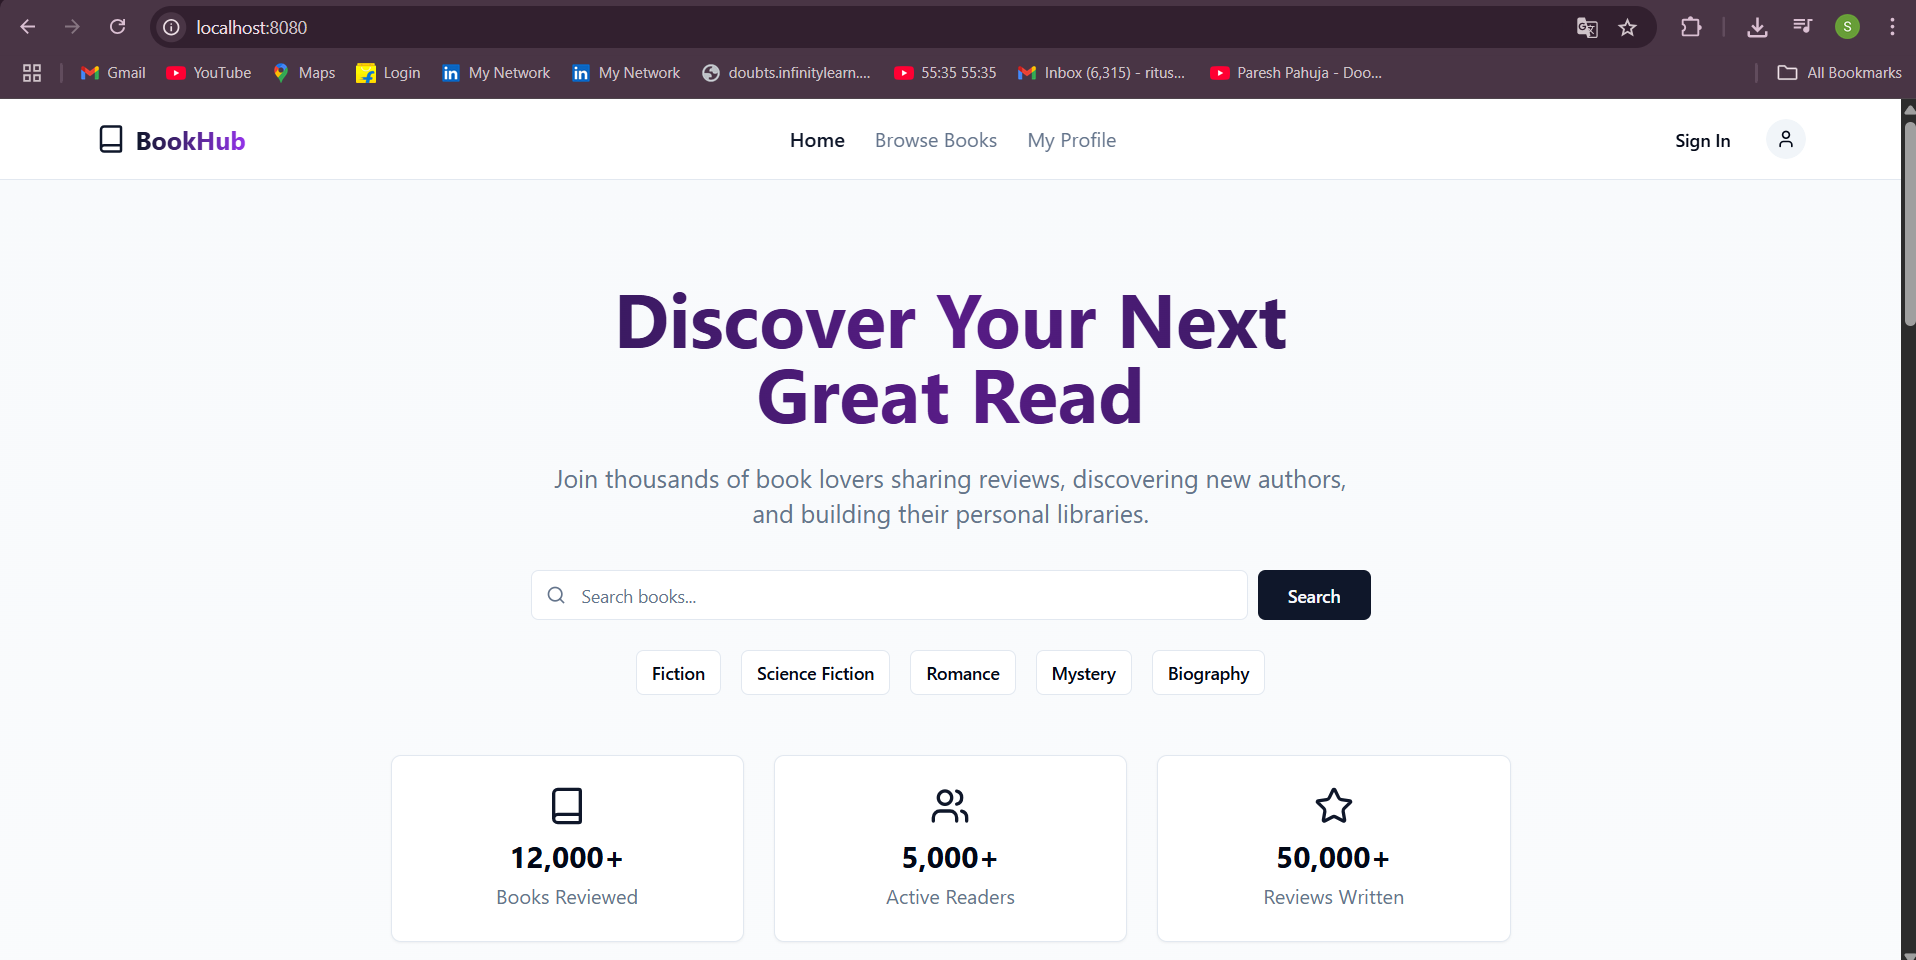 localhost:8080
S
Gmail YouTube Maps Login My Network My Network doubts.infinitylearn.... 55:35 55:35 Inbox (6,315) - ritus... Paresh Pahuja - Doo... All Bookmarks
BookHub Home Browse Books My Profile Sign In
Discover Your Next
Great Read
Join thousands of book lovers sharing reviews, discovering new authors,
and building their personal libraries.
Search books... Search
Fiction Science Fiction Romance Mystery Biography
12,000+ 5,000+ 50,000+
Books Reviewed Active Readers Reviews Written